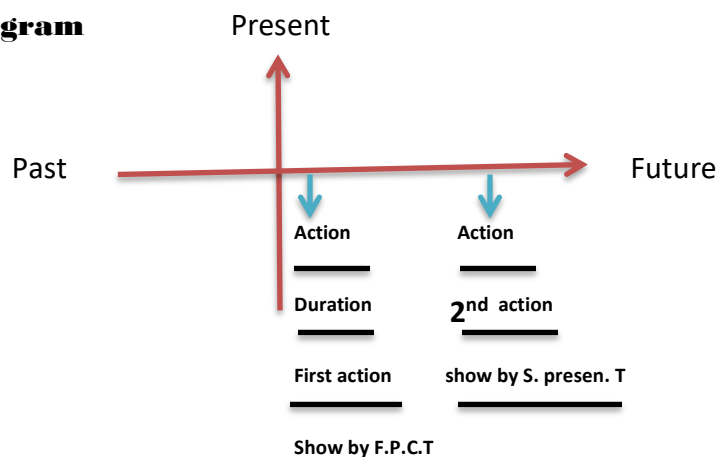 gram
Present
Past
Future
Action
Action
Duration
2nd action
First action
show by S. presen. T
Show by F.P.C.T